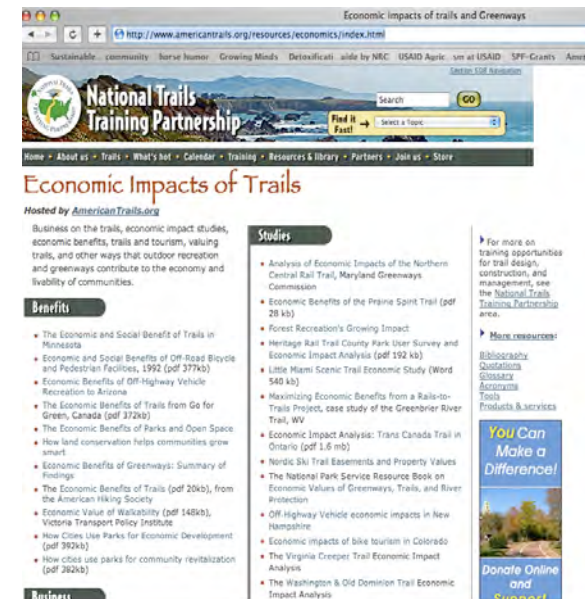 Economic impacts of trails and Greenways
http://www.americantrails.org/resources/economics/index.html
Sustainable community horse humor Growing Minds Detoxificati aide by NRC USAID Agric sm at USAID SPF-Grants
Section 508 Navigation
National Trails
Training Partnership
Search GO
Find it
Fast!
Select a Topic
Home • About us • Trails • What's hot • Calendar • Training • Resources & library • Partners • Join us • Store
Economic Impacts of Trails
Hosted by AmericanTrails.org
Business on the trails, economic impact studies,
economic benefits, trails and tourism, valuing
trails, and other ways that outdoor recreation
and greenways contribute to the economy and
livability of communities.
Benefits
The Economic and Social Benefit of Trails in
Minnesota
Economic and Social Benefits of Off-Road Bicycle
and Pedestrian Facilities, 1992 (pdf 377kb)
Economic Benefits of Off-Highway Vehicle
Recreation to Arizona
The Economic Benefits of Trails from Go for
Green, Canada (pdf 372kb)
The Economic Benefits of Parks and Open Space
How land conservation helps communities grow
smart
Economic Benefits of Greenways: Summary of
Findings
The Economic Benefits of Trails (pdf 20kb), from
the American Hiking Society
Economic Value of Walkability (pdf 148kb),
Victoria Transport Policy Institute
How Cities Use Parks for Economic Development
(pdf 392kb)
How cities use parks for community revitalization
(pdf 382kb)
Business
Studies
Analysis of Economic Impacts of the Northern
Central Rail Trail, Maryland Greenways
Commission
Economic Benefits of the Prairie Spirit Trail (pdf
28 kb)
Forest Recreation's Growing Impact
Heritage Rail Trail County Park User Survey and
Economic Impact Analysis (pdf 192 kb)
Little Miami Scenic Trail Economic Study (Word
540 kb)
Maximizing Economic Benefits from a Rails-to-
Trails Project, case study of the Greenbrier River
Trail, WV
Economic Impact Analysis: Trans Canada Trail in
Ontario (pdf 1.6 mb)
Nordic Ski Trail Easements and Property Values
The National Park Service Resource Book on
Economic Values of Greenways, Trails, and River
Protection
Off-Highway Vehicle economic impacts in New
Hampshire
Economic impacts of bike tourism in Colorado
The Virginia Creeper Trail Economic Impact
Analysis
The Washington & Old Dominion Trail Economic
Impact Analysis
For more on
training opportunities
for trail design,
construction, and
management, see
the National Trails
Training Partnership
area.
More resources:
Bibliography
Quotations
Glossary
Acronyms
Tools
Products & services
You Can
Make a
Difference!
Donate Online
and
Support